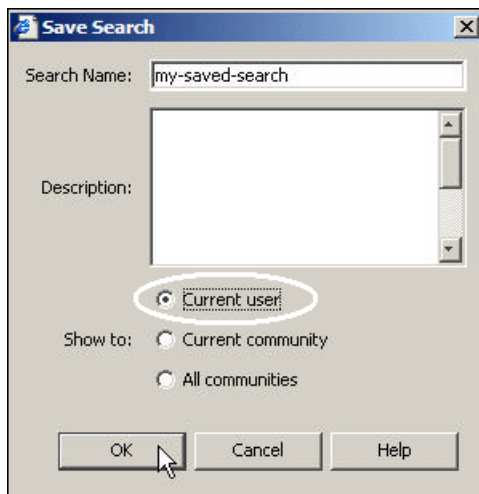 Save Search
Search Name: my-saved-search
Description:
Current user
Show to: Current community
All communities
OK Cancel Help